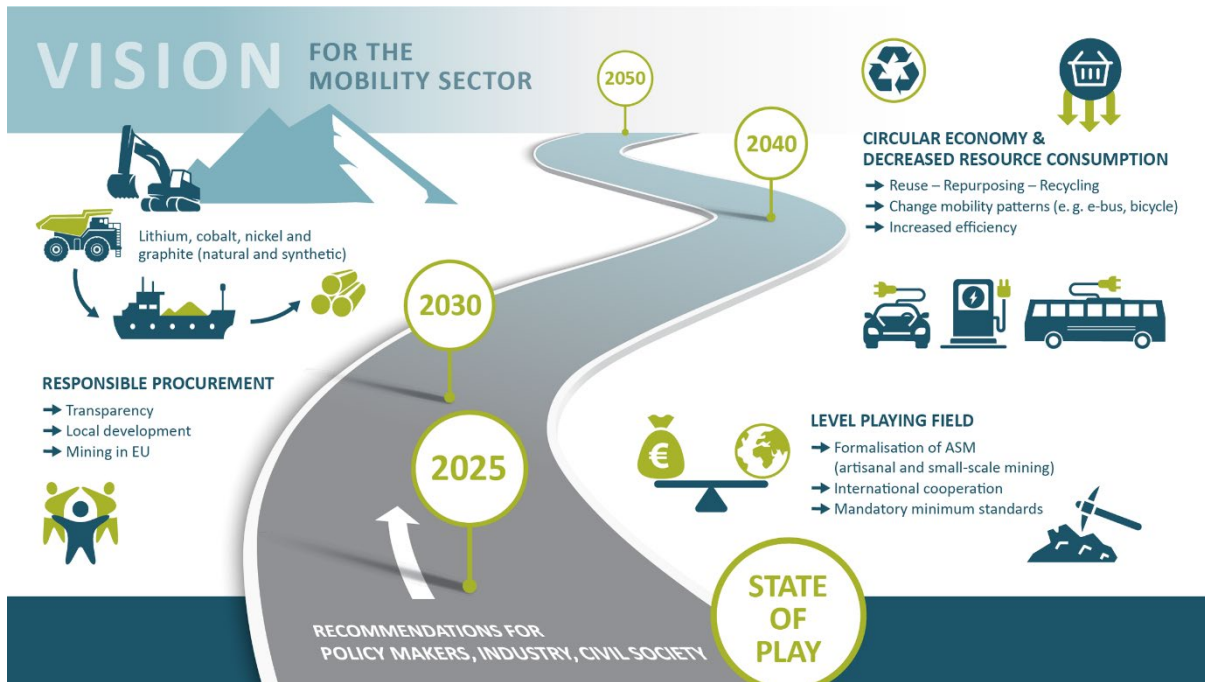 VISION FOR THE
MOBILITY SECTOR
2050
2040
2030
2025
Lithium, cobalt, nickel and
graphite (natural and synthetic)
RESPONSIBLE PROCUREMENT
➔ Transparency
➔ Local development
➔ Mining in EU
CIRCULAR ECONOMY &
DECREASED RESOURCE CONSUMPTION
➔ Reuse – Repurposing – Recycling
➔ Change mobility patterns (e. g. e-bus, bicycle)
➔ Increased efficiency
€
LEVEL PLAYING FIELD
➔ Formalisation of ASM
(artisanal and small-scale mining)
➔ International cooperation
➔ Mandatory minimum standards
STATE
OF
PLAY
RECOMMENDATIONS FOR
POLICY MAKERS, INDUSTRY, CIVIL SOCIETY